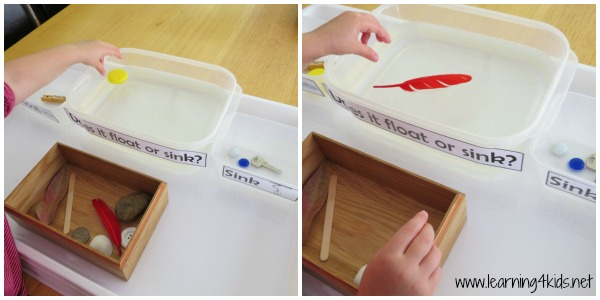 Does it float or sink?
Sink
Does it float or sink?
Sink
www.learning4kids.net